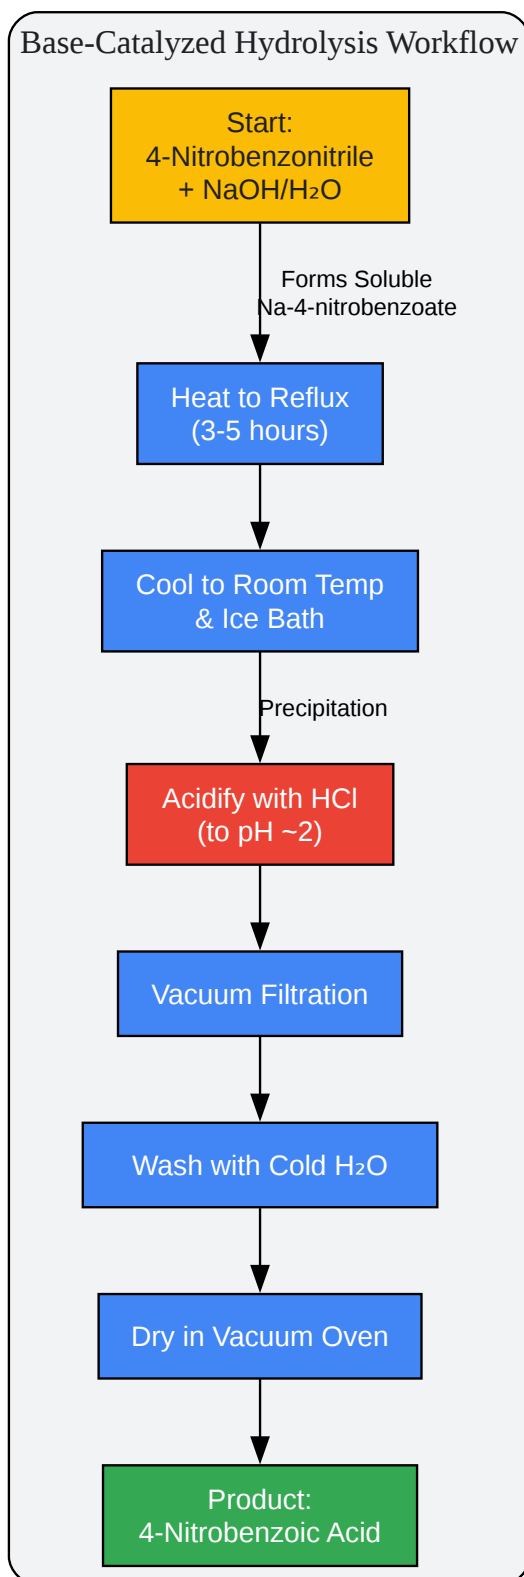 Base-Catalyzed Hydrolysis Workflow
Start:
4-Nitrobenzonitrile
+ NaOH/H₂O
Forms Soluble
Na-4-nitrobenzoate
Heat to Reflux
(3-5 hours)
Cool to Room Temp
& Ice Bath
Precipitation
Acidify with HCl
(to pH ~2)
Vacuum Filtration
Wash with Cold H₂O
Dry in Vacuum Oven
Product:
4-Nitrobenzoic Acid